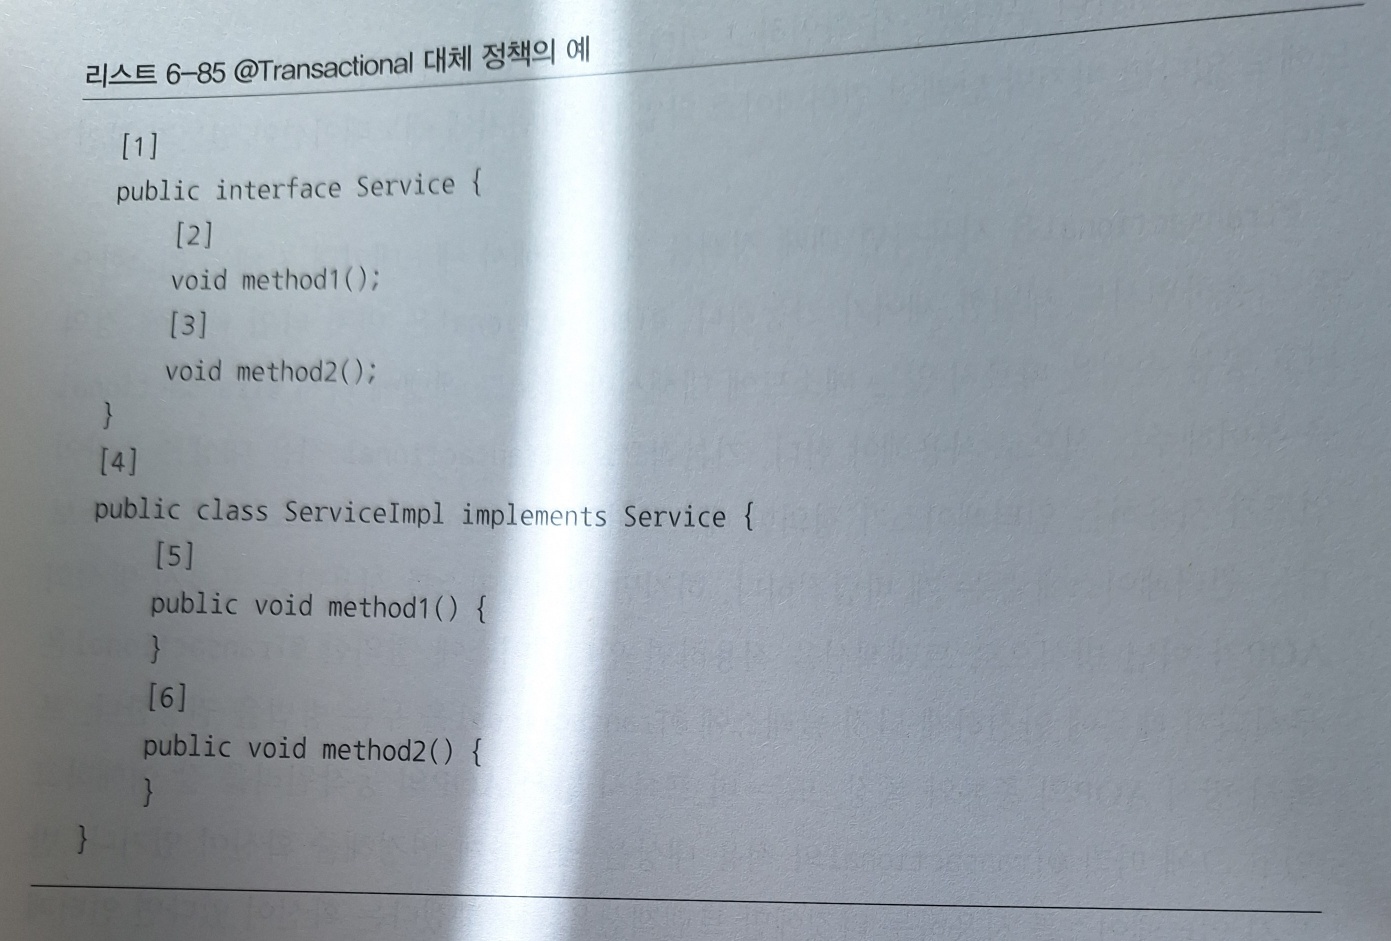 리스트 6-85 @Transactional 대체 정책의 예
[1]
public interface Service {
[2]
void method1();
[3]
void method2();
}
[4]
public class ServiceImpl implements Service {
[5]
public void method1() {
}
[6]
public void method2() {
}
}